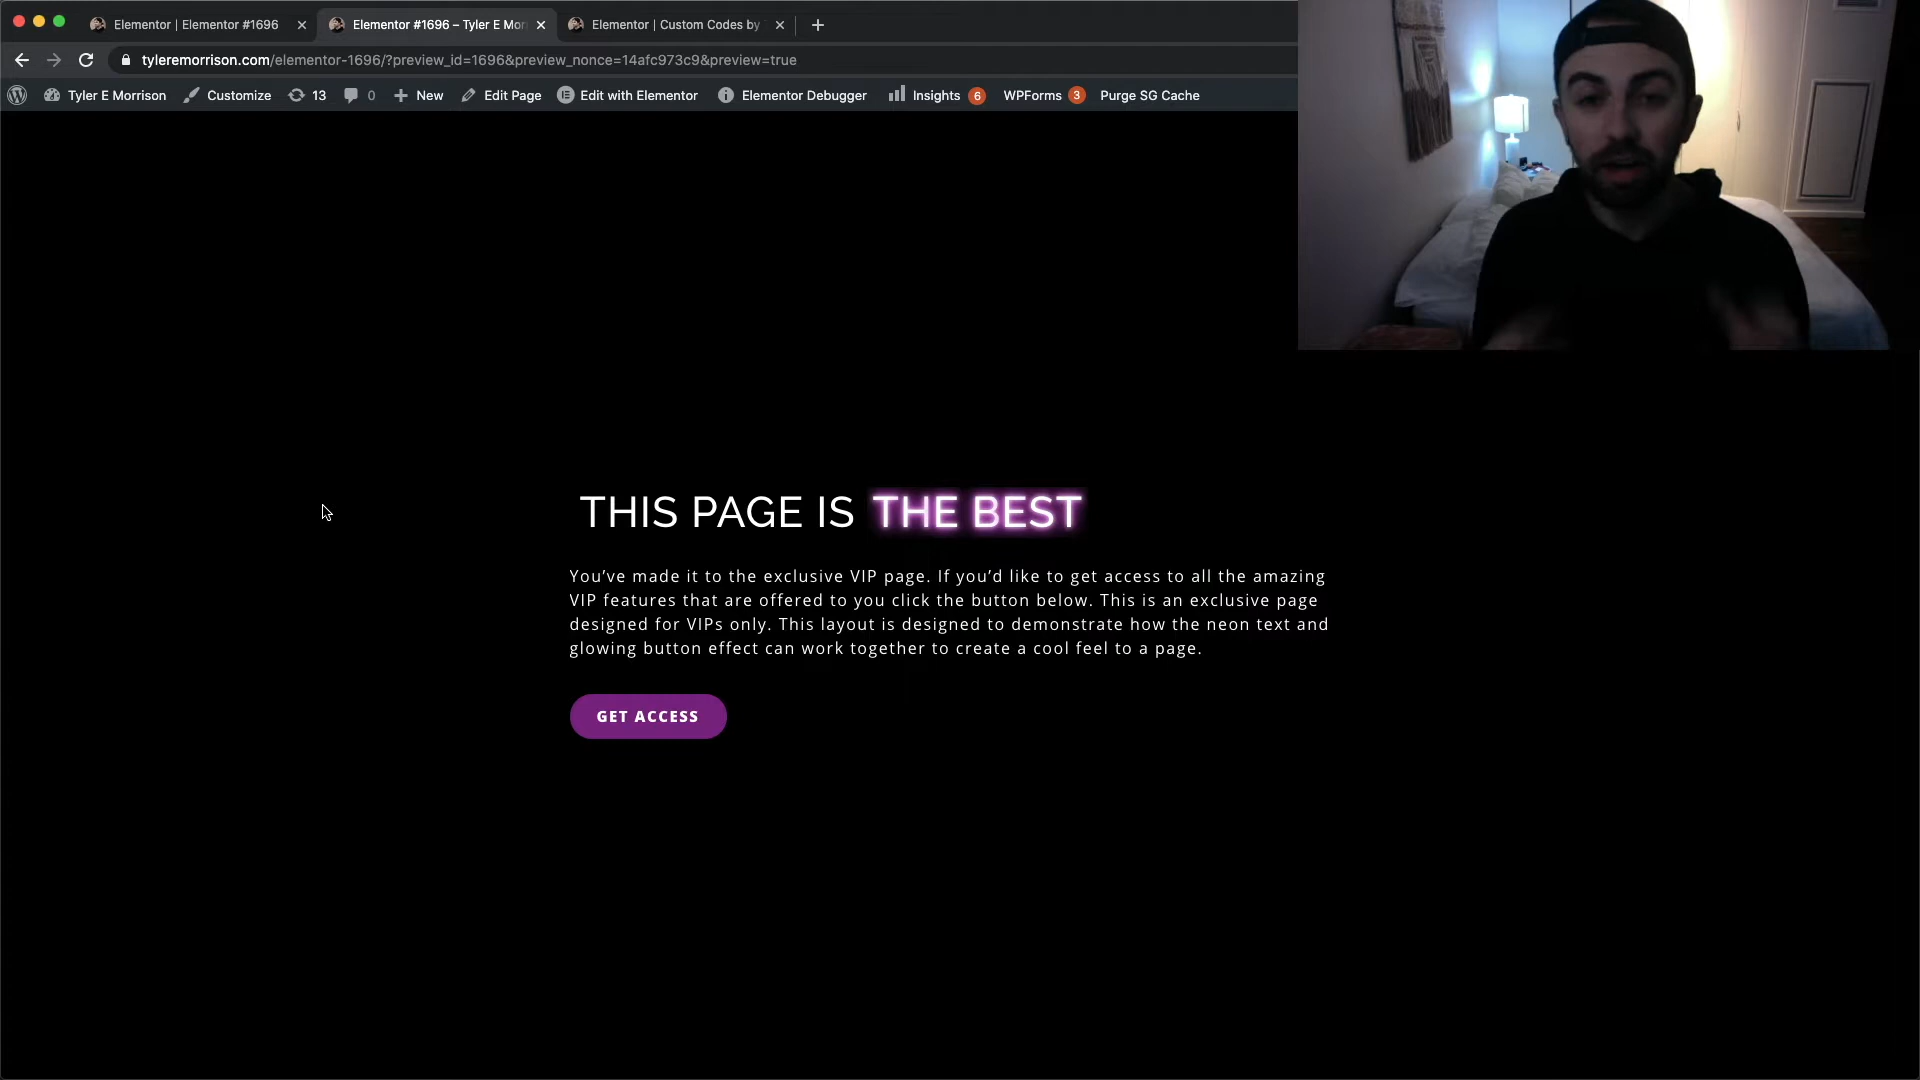 Elementor | Elementor #1696
Elementor #1696 – Tyler E Mor
Elementor | Custom Codes by
tyleremorrison.com/elementor-1696/?preview_id=1696&preview_nonce=14afc973c9&preview=true
Tyler E Morrison Customize 13 0 New Edit Page Edit with Elementor Elementor Debugger Insights 6 WPForms 3 Purge SG Cache
THIS PAGE IS THE BEST
You’ve made it to the exclusive VIP page. If you’d like to get access to all the amazing
VIP features that are offered to you click the button below. This is an exclusive page
designed for VIPs only. This layout is designed to demonstrate how the neon text and
glowing button effect can work together to create a cool feel to a page.
GET ACCESS